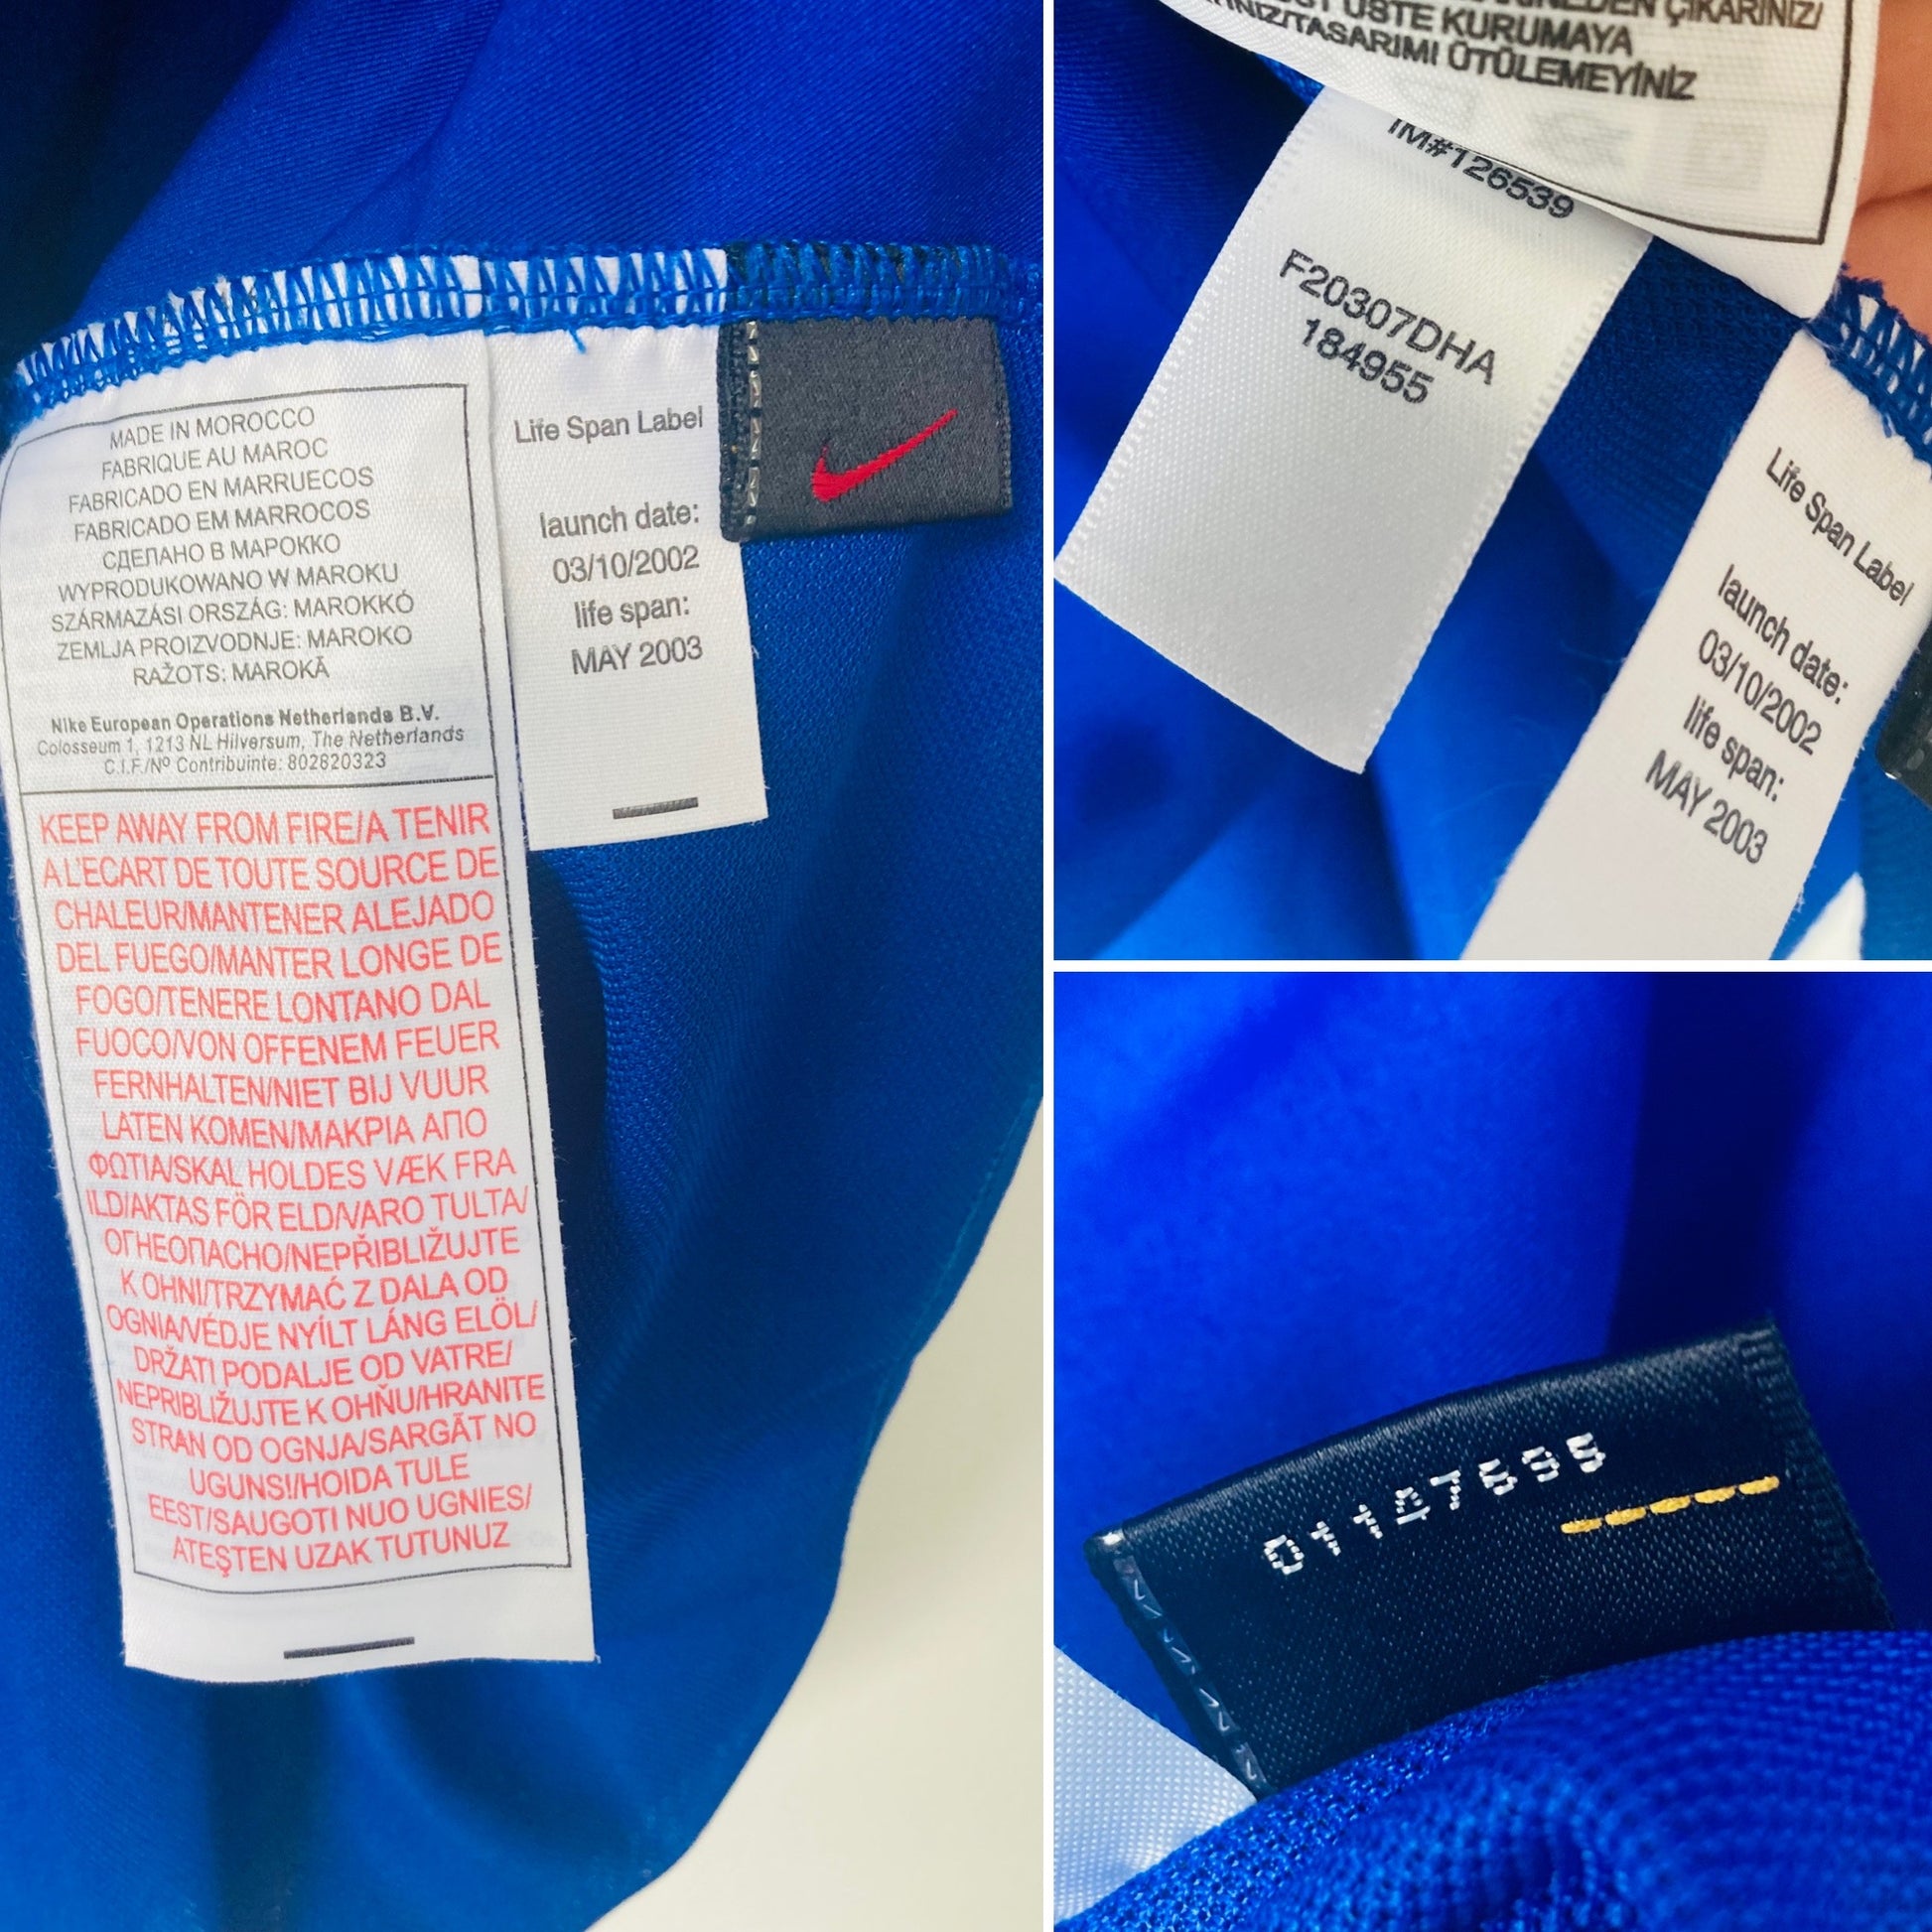 MADE IN MOROCCO
FABRIQUE AU MAROC
FABRICADO EN MARRUECOS
FABRICADO EM MARROCOS
СДЕЛАНО В МАРОККО
WYPRODUKOWANO W MAROKU
SZÁRMAZÁSI ORSZÁG: MAROKKÓ
ZEMLJA PROIZVODNJE: MAROKO
RAŽOTS: MAROKĀ
Nike European Operations Netherlands B.V.
Colosseum 1, 1213 NL Hilversum, The Netherlands
C.I.F./Nº Contribuinte: 802820323
KEEP AWAY FROM FIRE/A TENIR
A L'ECART DE TOUTE SOURCE DE
CHALEUR/MANTENER ALEJADO
DEL FUEGO/MANTER LONGE DE
FOGO/TENERE LONTANO DAL
FUOCO/VON OFFENEM FEUER
FERNHALTEN/NIET BIJ VUUR
LATEN KOMEN/ΜΑΚΡΙΑ ΑΠΟ
ΦΩΤΙΑ/SKAL HOLDES VÆK FRA
ILD/AKTAS FÖR ELD/VARO TULTA/
ОГНЕОПАСНО/NEPŘIBLIŽUJTE
K OHNI/TRZYMAĆ Z DALA OD
OGNIA/VÉDJE NYÍLT LÁNG ELÖL/
DRŽATI PODALJE OD VATRE/
NEPRIBLIŽUJTE K OHŇU/HRANITE
STRAN OD OGNJA/SARGĀT NO
UGUNS!/HOIDA TULE
EEST/SAUGOTI NUO UGNIES/
ATEŞTEN UZAK TUTUNUZ
Life Span Label
launch date:
03/10/2002
life span:
MAY 2003
ÇIKARINIZ/
ÜSTE KURUMAYA
TASARIMI ÜTÜLEMEYİNİZ
IM#126539
F20307DHA
184955
Life Span Label
launch date:
03/10/2002
life span:
MAY 2003